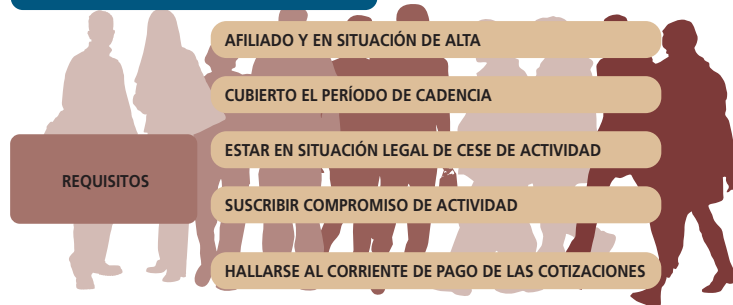 AFILIADO Y EN SITUACIÓN DE ALTA
CUBIERTO EL PERÍODO DE CADENCIA
ESTAR EN SITUACIÓN LEGAL DE CESE DE ACTIVIDAD
REQUISITOS
SUSCRIBIR COMPROMISO DE ACTIVIDAD
HALLARSE AL CORRIENTE DE PAGO DE LAS COTIZACIONES